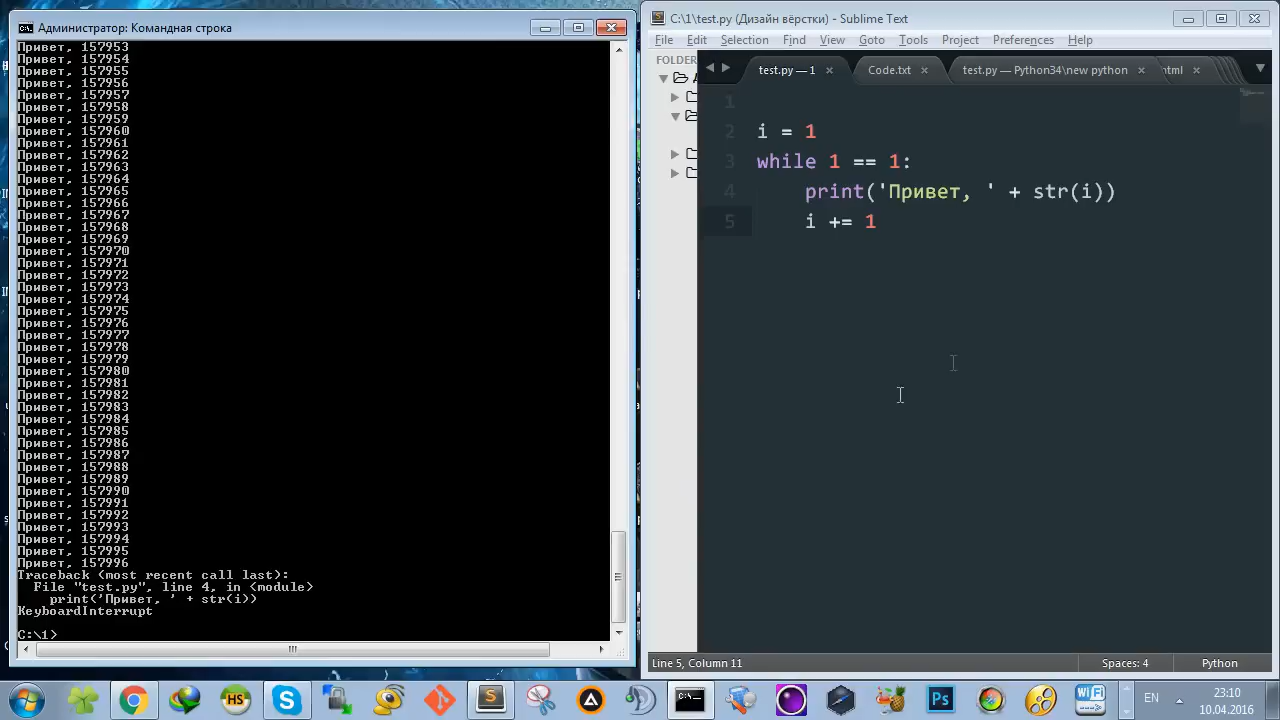 Администратор: Командная строка
Привет, 157953
Привет, 157954
Привет, 157955
Привет, 157956
Привет, 157957
Привет, 157958
Привет, 157959
Привет, 157960
Привет, 157961
Привет, 157962
Привет, 157963
Привет, 157964
Привет, 157965
Привет, 157966
Привет, 157967
Привет, 157968
Привет, 157969
Привет, 157970
Привет, 157971
Привет, 157972
Привет, 157973
Привет, 157974
Привет, 157975
Привет, 157976
Привет, 157977
Привет, 157978
Привет, 157979
Привет, 157980
Привет, 157981
Привет, 157982
Привет, 157983
Привет, 157984
Привет, 157985
Привет, 157986
Привет, 157987
Привет, 157988
Привет, 157989
Привет, 157990
Привет, 157991
Привет, 157992
Привет, 157993
Привет, 157994
Привет, 157995
Привет, 157996
Traceback (most recent call last):
File "test.py", line 4, in <module>
print('Привет, ' + str(i))
KeyboardInterrupt
C:\1>
C:\1\test.py (Дизайн вёрстки) - Sublime Text
File Edit Selection Find View Goto Tools Project Preferences Help
FOLDER
test.py — 1 Code.txt test.py — Python34\new python html
1
2 i = 1
3 while 1 == 1:
4 print('Привет, ' + str(i))
5 i += 1
Line 5, Column 11 Spaces: 4 Python
HS Ps WiFi EN 23:10
10.04.2016